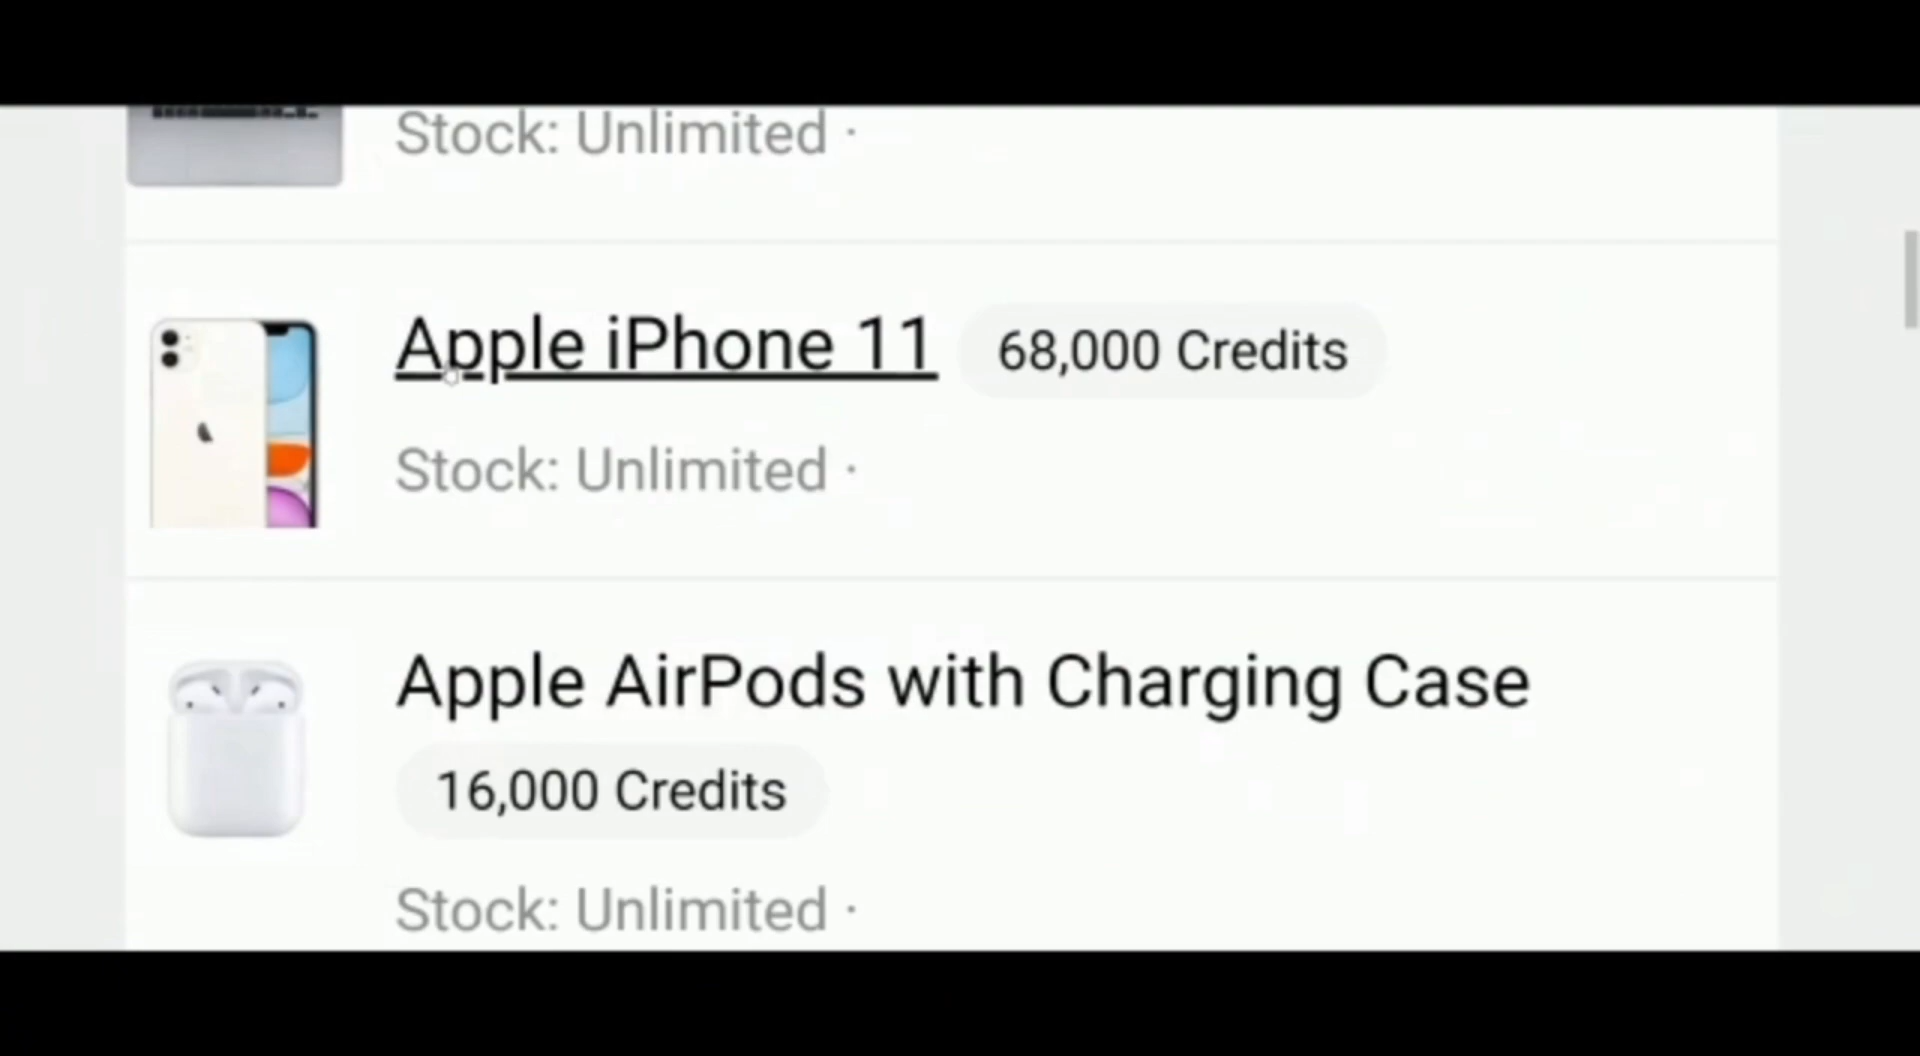 Stock: Unlimited ·
Apple iPhone 11 68,000 Credits
Stock: Unlimited ·
Apple AirPods with Charging Case
16,000 Credits
Stock: Unlimited ·